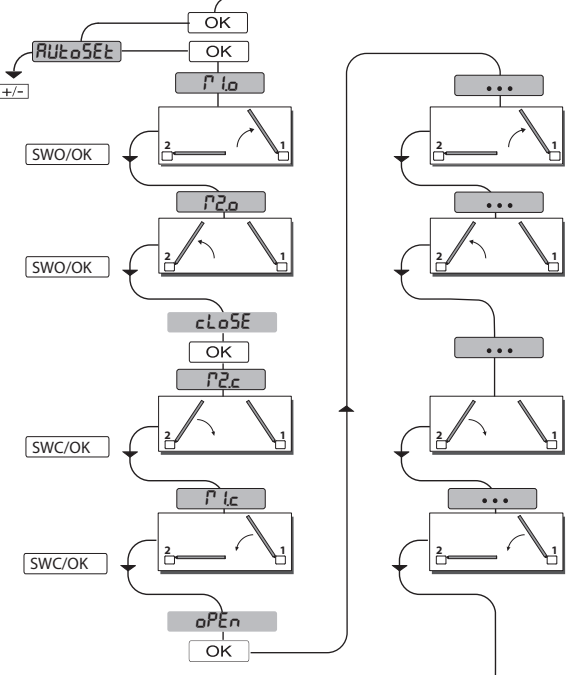 OK
AUtoSEt
OK
+/-
M1.o
2 1
SWO/OK
M2.o
2 1
SWO/OK
cLoSE
OK
M2.c
2 1
SWC/OK
M1.c
2 1
SWC/OK
oPEn
OK
...
2 1
...
2 1
...
2 1
...
2 1